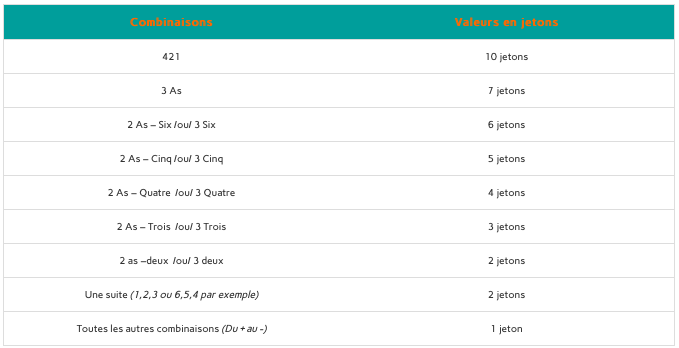 Combinaisons Valeurs en jetons
421 10 jetons
3 As 7 jetons
2 As – Six /ou/ 3 Six 6 jetons
2 As – Cinq /ou/ 3 Cinq 5 jetons
2 As – Quatre /ou/ 3 Quatre 4 jetons
2 As – Trois /ou/ 3 Trois 3 jetons
2 as –deux /ou/ 3 deux 2 jetons
Une suite (1,2,3 ou 6,5,4 par exemple) 2 jetons
Toutes les autres combinaisons (Du + au -) 1 jeton